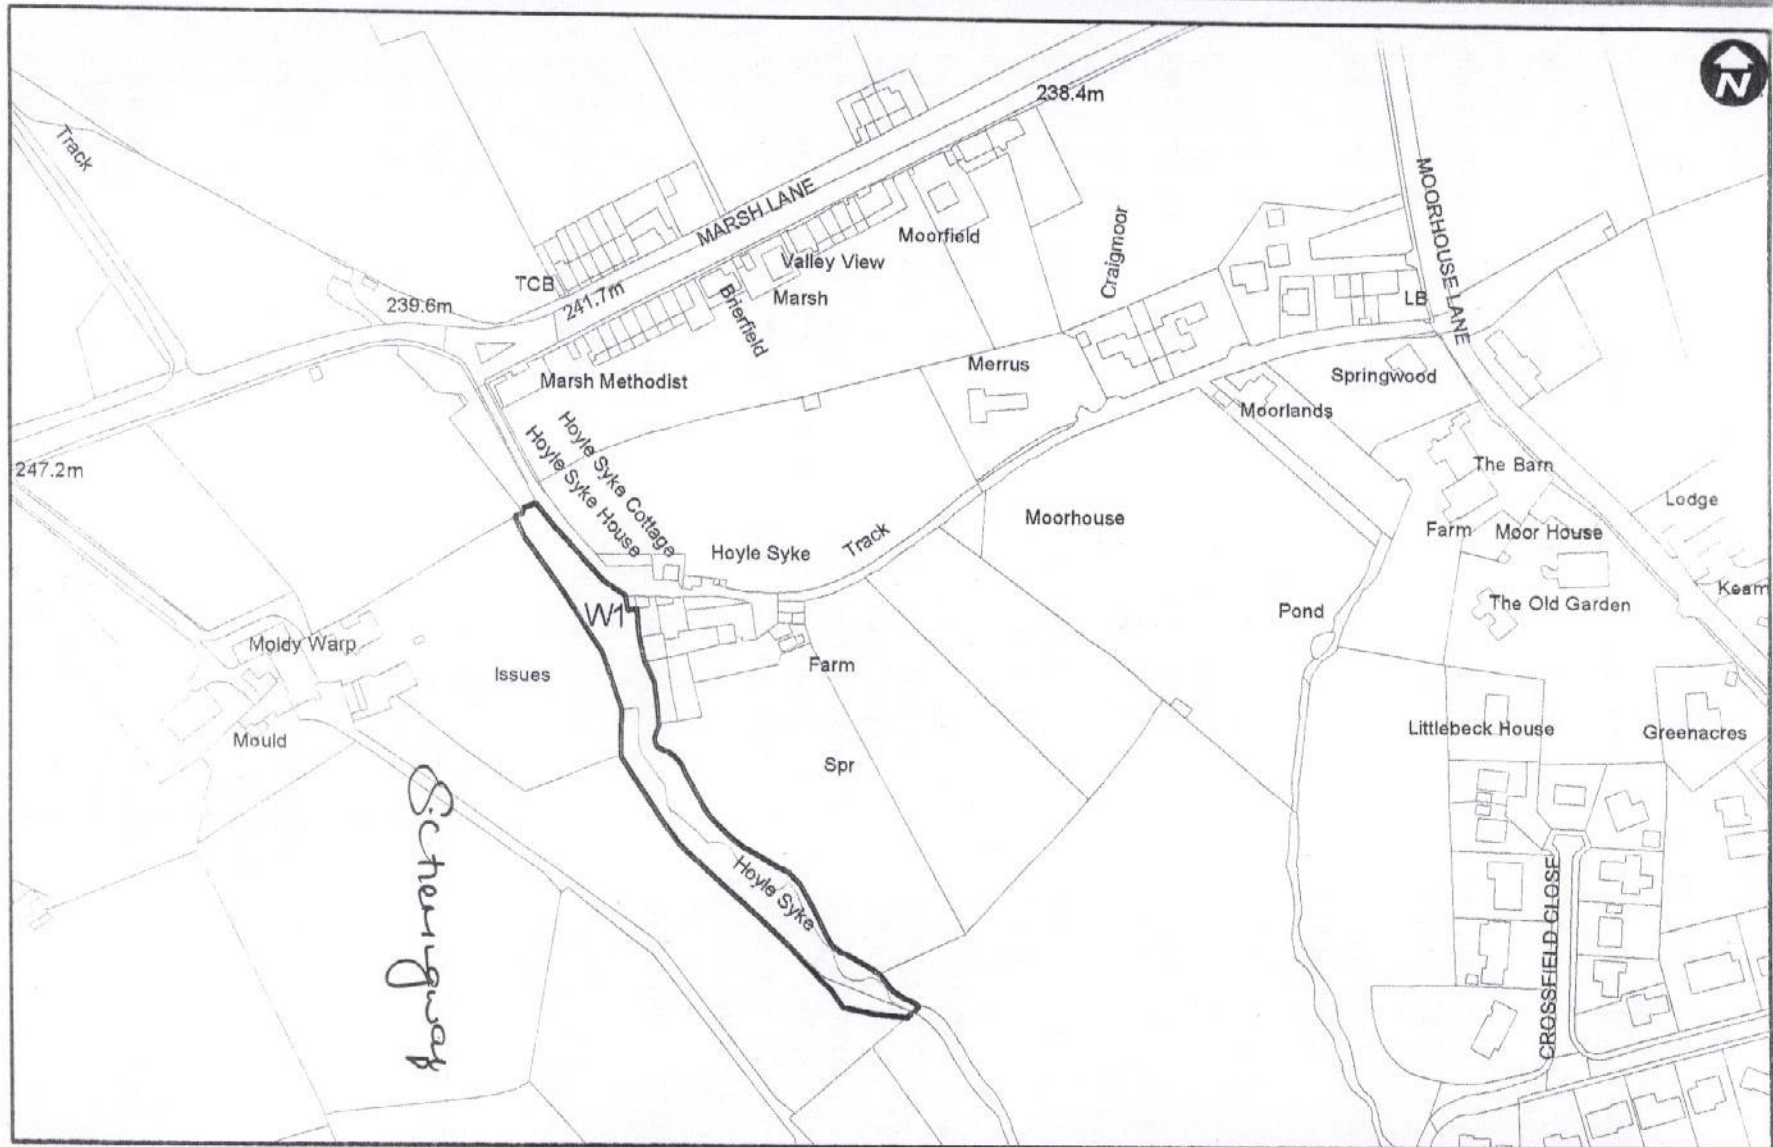 N
238.4m
Track
MARSH LANE
MOORHOUSE LANE
Craigmoor
Moorfield
Valley View
TCB
241.7m
239.6m
Brierfield
Marsh
LB
Merrus
Springwood
Marsh Methodist
Moorlands
Hoyle Syke Cottage
Hoyle Syke House
247.2m
The Barn
Lodge
Moorhouse
Farm
Moor House
Hoyle Syke
Track
Keam
W1
Pond
The Old Garden
Moldy Warp
Issues
Farm
Littlebeck House
Greenacres
Mould
Spr
Hoyle Syke
CROSSFIELD CLOSE